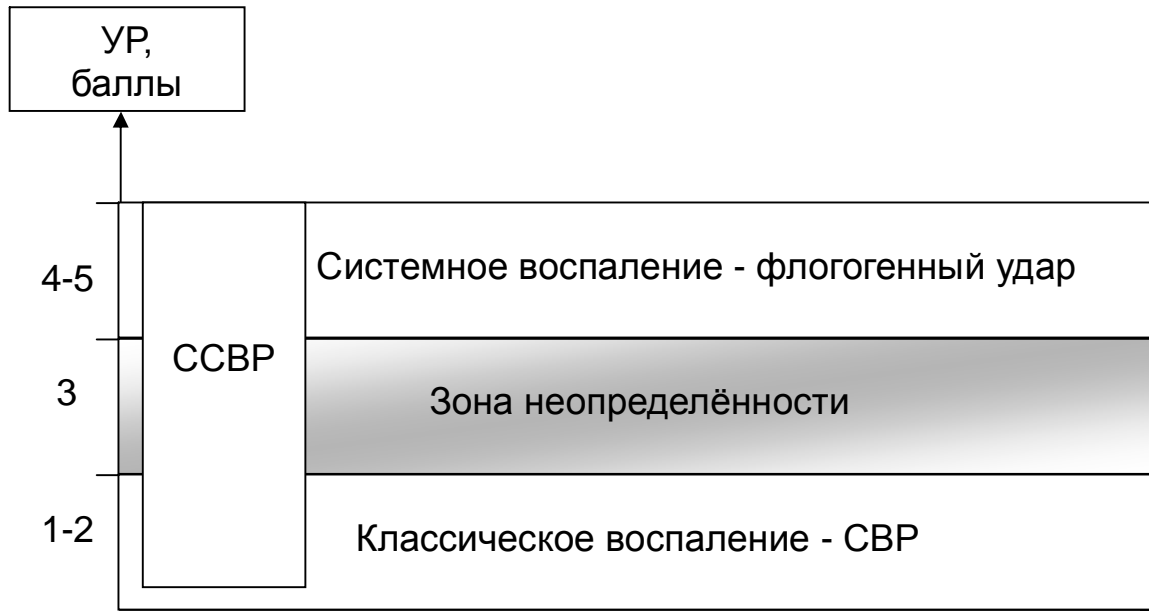 УР,
баллы
4-5
Системное воспаление - флогогенный удар
ССВР
3
Зона неопределённости
1-2
Классическое воспаление - СВР